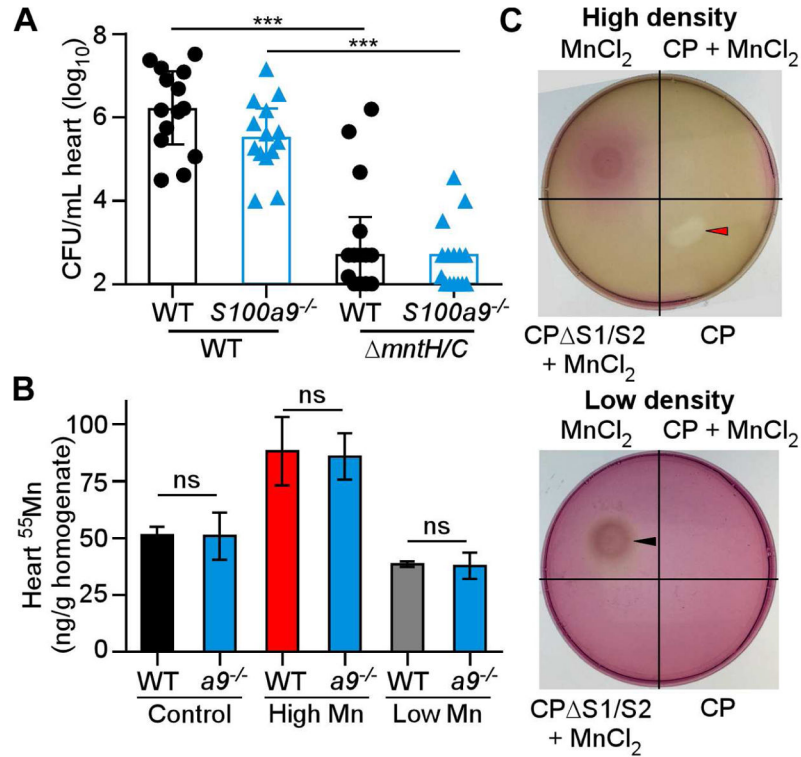 A
***
***
CFU/mL heart (log10)
8
6
4
2
WT S100a9-/- WT S100a9-/-
WT ΔmntH/C
B
Heart 55Mn
(ng/g homogenate)
100
75
50
25
0
ns
ns
ns
WT a9-/- WT a9-/- WT a9-/-
Control High Mn Low Mn
C
High density
MnCl2 CP + MnCl2
CPΔS1/S2 CP
+ MnCl2
Low density
MnCl2 CP + MnCl2
CPΔS1/S2 CP
+ MnCl2